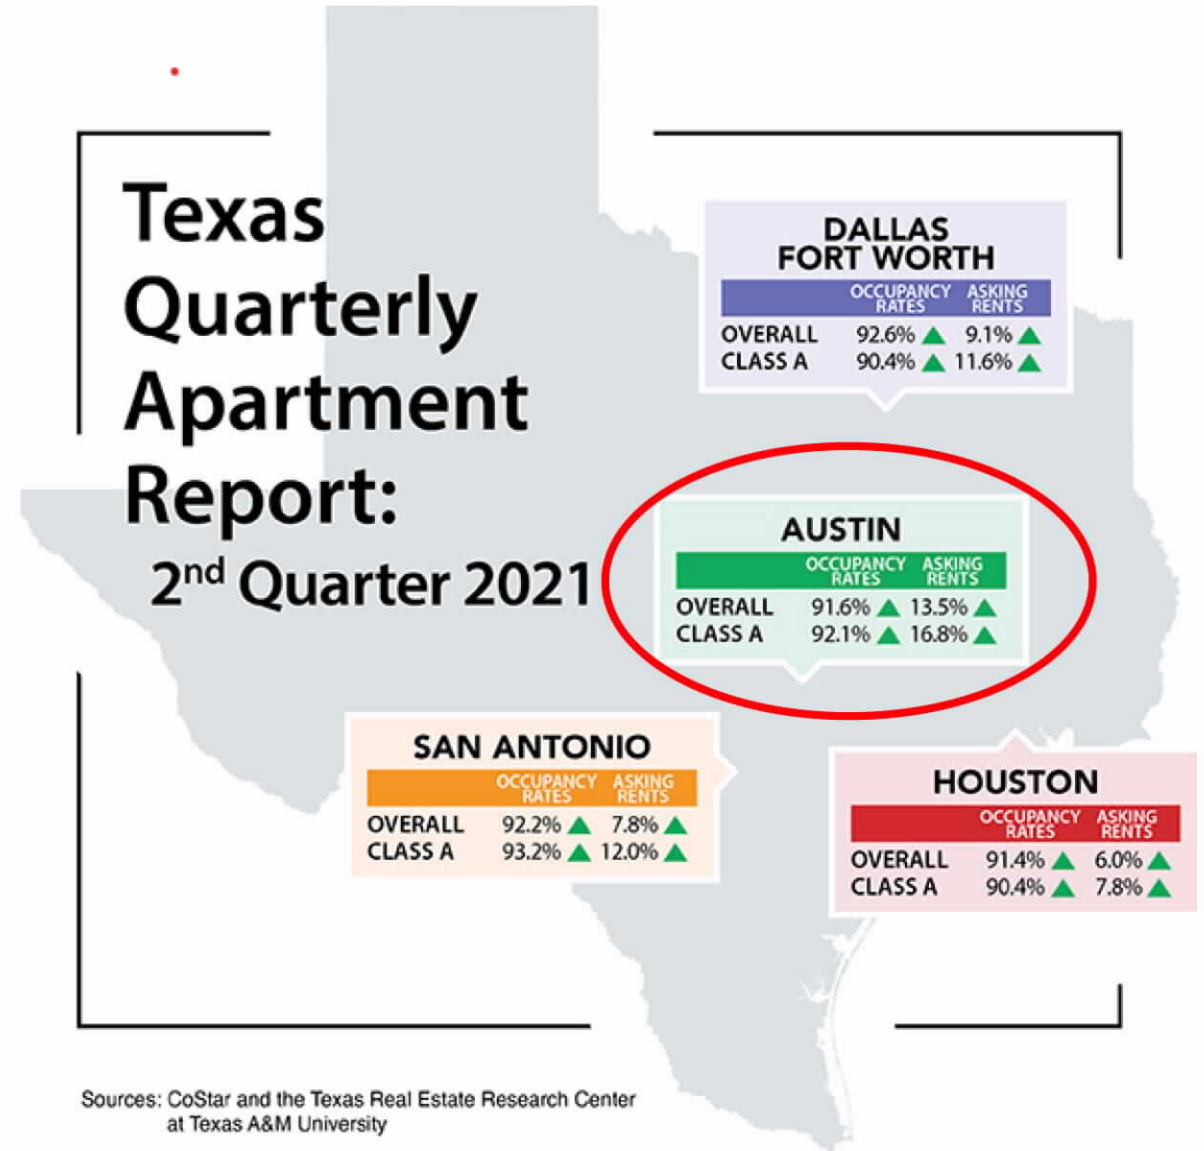 Texas
Quarterly
Apartment
Report:
2nd Quarter 2021
DALLAS
FORT WORTH
OCCUPANCY RATES ASKING RENTS
OVERALL 92.6% ▲ 9.1% ▲
CLASS A 90.4% ▲ 11.6% ▲
AUSTIN
OCCUPANCY RATES ASKING RENTS
OVERALL 91.6% ▲ 13.5% ▲
CLASS A 92.1% ▲ 16.8% ▲
SAN ANTONIO
OCCUPANCY RATES ASKING RENTS
OVERALL 92.2% ▲ 7.8% ▲
CLASS A 93.2% ▲ 12.0% ▲
HOUSTON
OCCUPANCY RATES ASKING RENTS
OVERALL 91.4% ▲ 6.0% ▲
CLASS A 90.4% ▲ 7.8% ▲
Sources: CoStar and the Texas Real Estate Research Center
at Texas A&M University